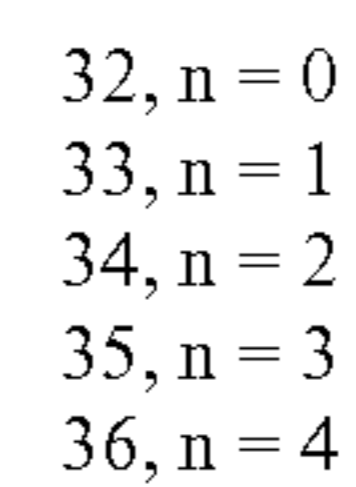 32, n = 0
33, n = 1
34, n = 2
35, n = 3
36, n = 4